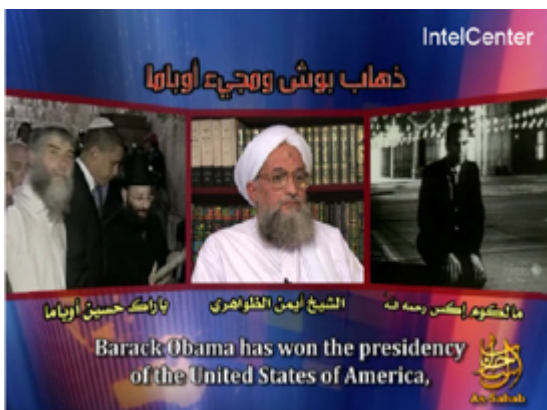 IntelCenter
ذهاب بوش ومجيء أوباما
باراك حسين أوباما
الشيخ أيمن الظواهري
مالكوم إكس رحمه الله
Barack Obama has won the presidency
of the United States of America,
As-Sahab